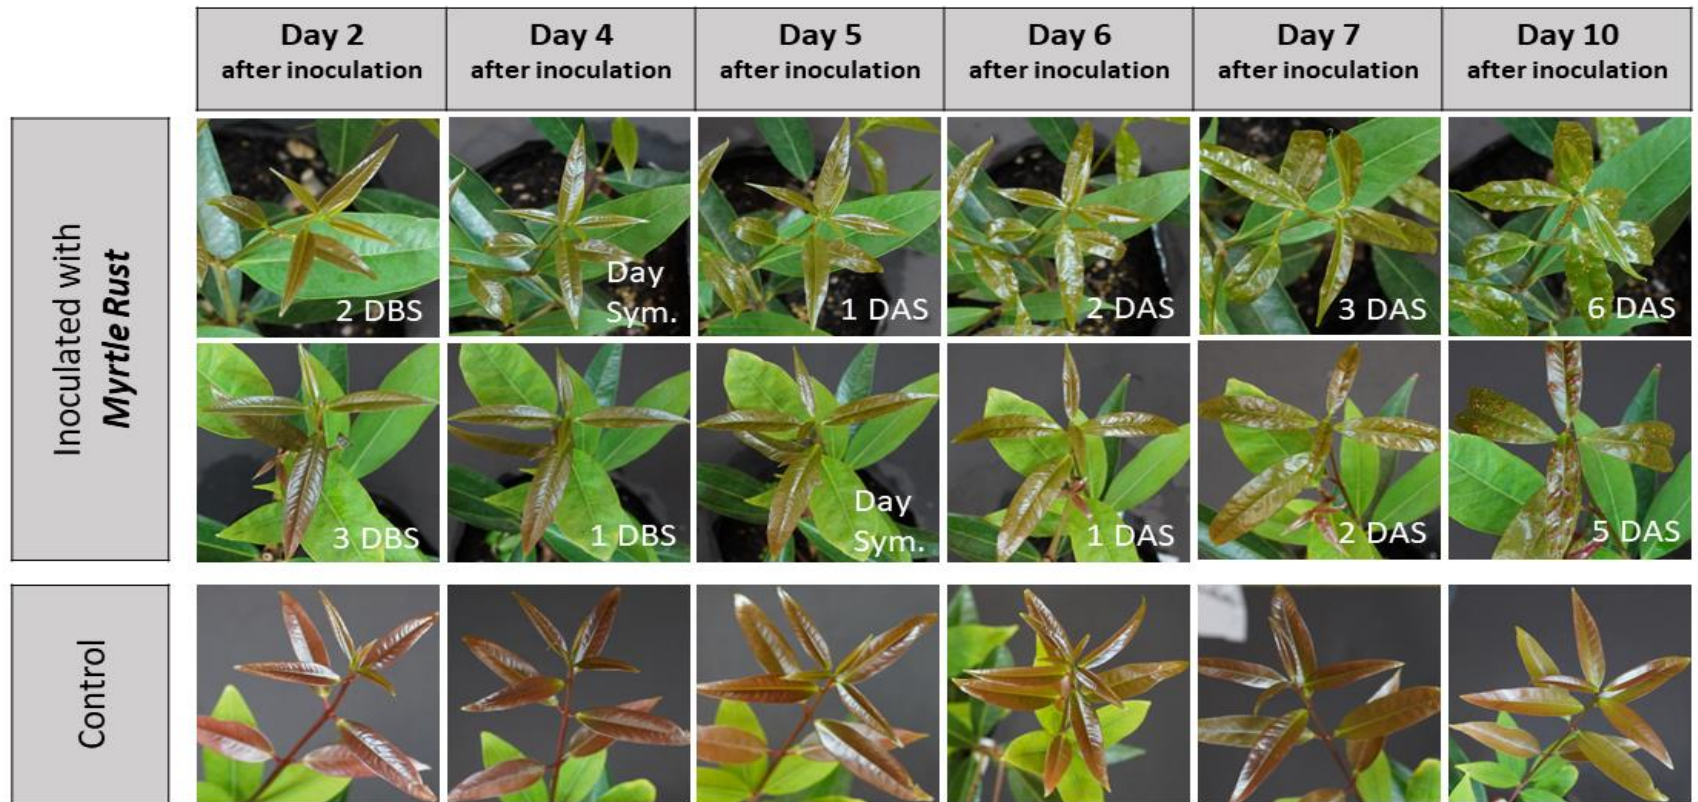 Day 2
after inoculation
Day 4
after inoculation
Day 5
after inoculation
Day 6
after inoculation
Day 7
after inoculation
Day 10
after inoculation
Inoculated with
Myrtle Rust
2 DBS
Day
Sym.
1 DAS
2 DAS
3 DAS
6 DAS
3 DBS
1 DBS
Day
Sym.
1 DAS
2 DAS
5 DAS
Control